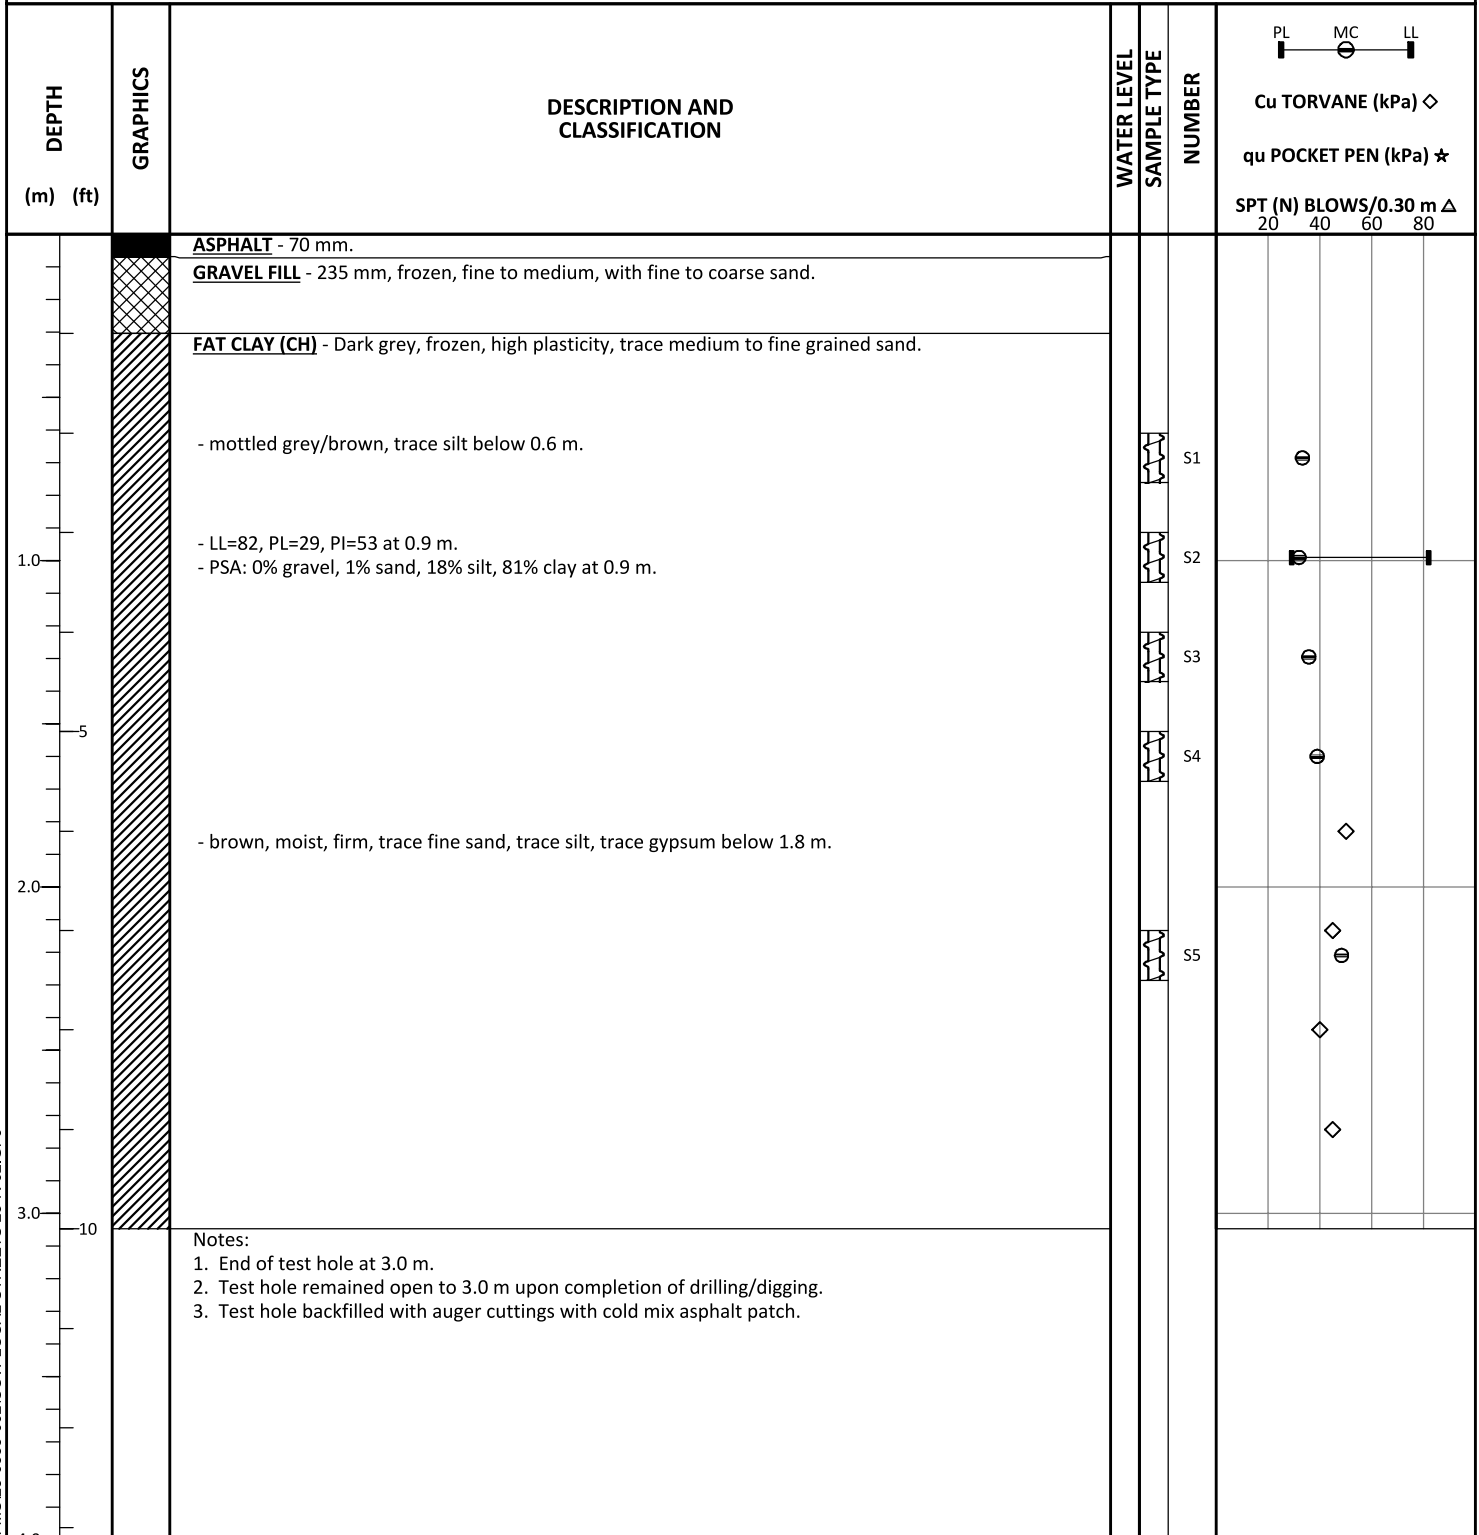 DEPTH
(m) (ft)
GRAPHICS
DESCRIPTION AND
CLASSIFICATION
WATER LEVEL
SAMPLE TYPE
NUMBER
PL MC LL
Cu TORVANE (kPa)
qu POCKET PEN (kPa)
SPT (N) BLOWS/0.30 m
20 40 60 80
ASPHALT - 70 mm.
GRAVEL FILL - 235 mm, frozen, fine to medium, with fine to coarse sand.
FAT CLAY (CH) - Dark grey, frozen, high plasticity, trace medium to fine grained sand.
- mottled grey/brown, trace silt below 0.6 m.
S1
- LL=82, PL=29, PI=53 at 0.9 m.
1.0
- PSA: 0% gravel, 1% sand, 18% silt, 81% clay at 0.9 m.
S2
S3
5
S4
- brown, moist, firm, trace fine sand, trace silt, trace gypsum below 1.8 m.
2.0
S5
3.0
10
Notes:
1. End of test hole at 3.0 m.
2. Test hole remained open to 3.0 m upon completion of drilling/digging.
3. Test hole backfilled with auger cuttings with cold mix asphalt patch.